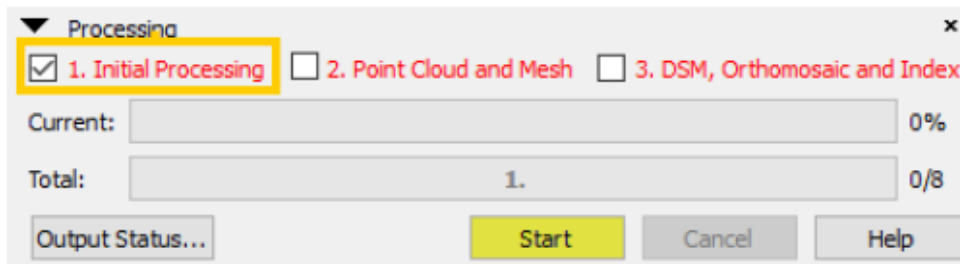 Processing
1. Initial Processing 2. Point Cloud and Mesh 3. DSM, Orthomosaic and Index
Current: 0%
Total: 1. 0/8
Output Status... Start Cancel Help